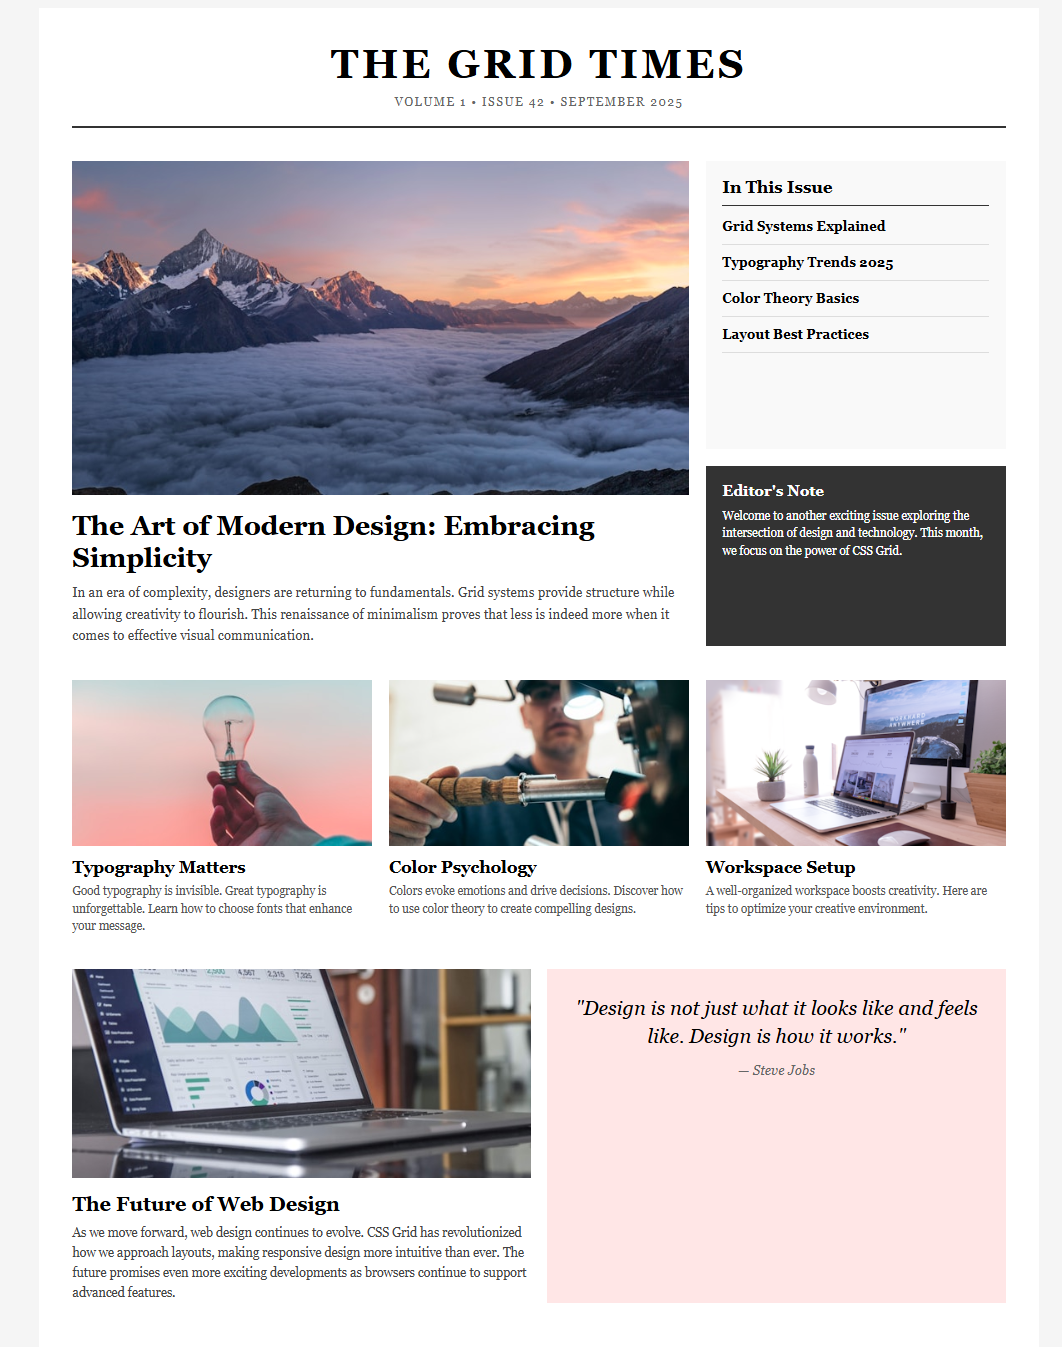 THE GRID TIMES
VOLUME 1 • ISSUE 42 • SEPTEMBER 2025
In This Issue
Grid Systems Explained
Typography Trends 2025
Color Theory Basics
Layout Best Practices
Editor's Note
Welcome to another exciting issue exploring the
intersection of design and technology. This month,
we focus on the power of CSS Grid.
The Art of Modern Design: Embracing
Simplicity
In an era of complexity, designers are returning to fundamentals. Grid systems provide structure while
allowing creativity to flourish. This renaissance of minimalism proves that less is indeed more when it
comes to effective visual communication.
WORK HARD
ANYWHERE
Typography Matters
Good typography is invisible. Great typography is
unforgettable. Learn how to choose fonts that enhance
your message.
Color Psychology
Colors evoke emotions and drive decisions. Discover how
to use color theory to create compelling designs.
Workspace Setup
A well-organized workspace boosts creativity. Here are
tips to optimize your creative environment.
4,567 2,315 7,325
The Future of Web Design
As we move forward, web design continues to evolve. CSS Grid has revolutionized
how we approach layouts, making responsive design more intuitive than ever. The
future promises even more exciting developments as browsers continue to support
advanced features.
"Design is not just what it looks like and feels
like. Design is how it works."
— Steve Jobs